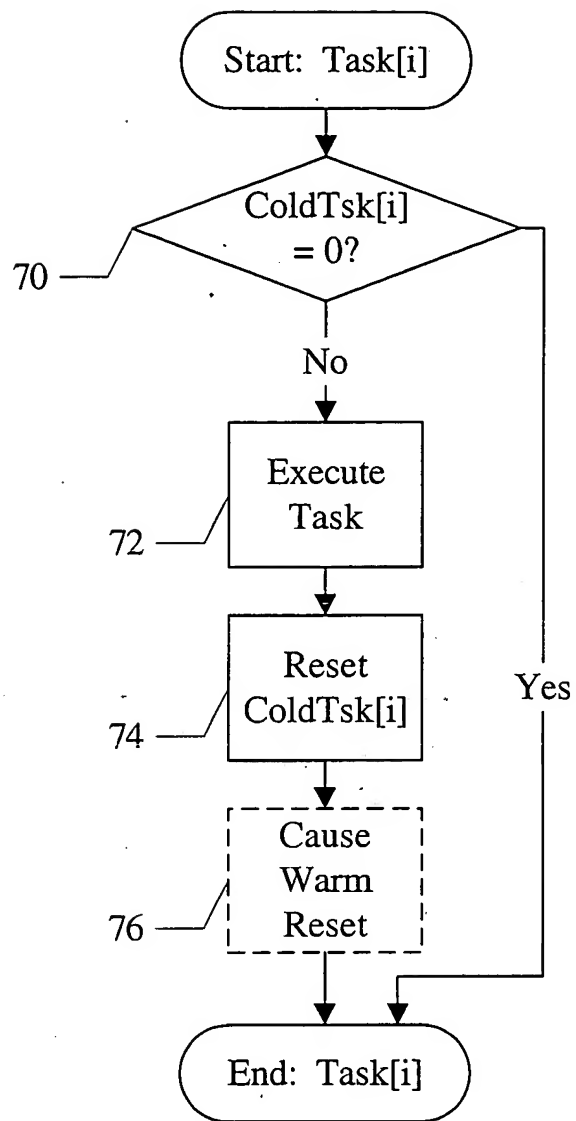 Start: Task[i]
ColdTsk[i]
= 0?
70
No
Execute
Task
72
Reset
ColdTsk[i]
74
Yes
Cause
Warm
Reset
76
End: Task[i]